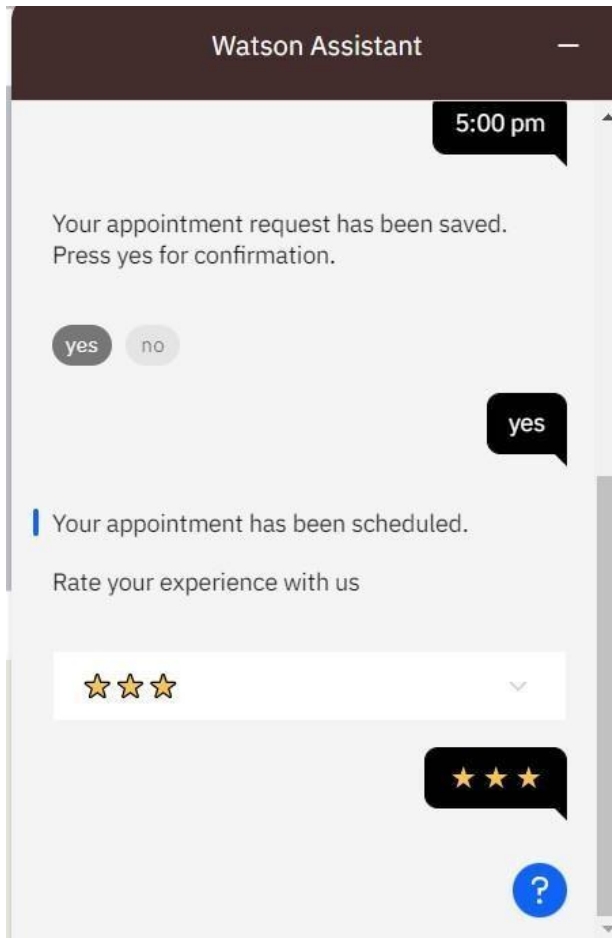 Watson Assistant
5:00 pm
Your appointment request has been saved.
Press yes for confirmation.
yes no
yes
Your appointment has been scheduled.
Rate your experience with us
?